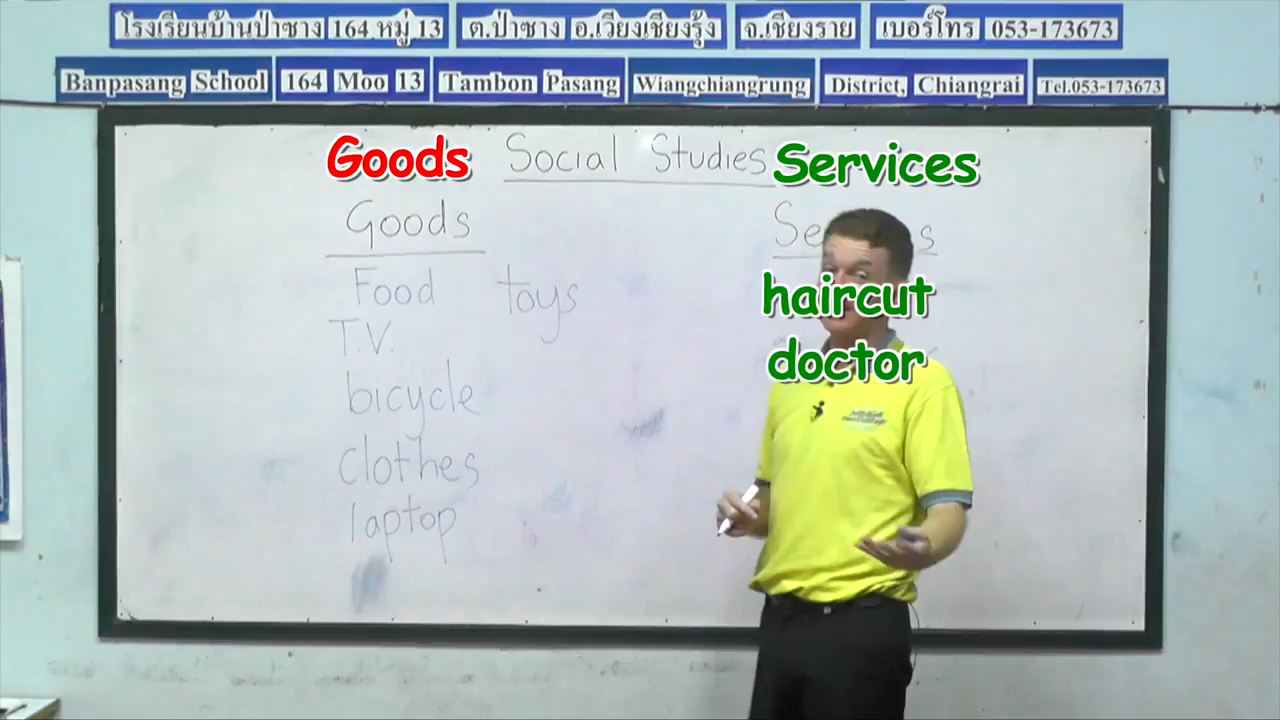 โรงเรียนบ้านป่าซาง 164 หมู่ 13 ต.ป่าซาง อ.เวียงเชียงรุ้ง จ.เชียงราย เบอร์โทร 053-173673
Banpasang School 164 Moo 13 Tambon Pasang Wiangchiangrung District, Chiangrai Tel.053-173673
Goods Social Studies Services
Goods
Food toys haircut
T.V. doctor
bicycle
clothes
laptop